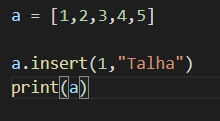 a = [1,2,3,4,5]
a.insert(1,"Talha")
print(a)